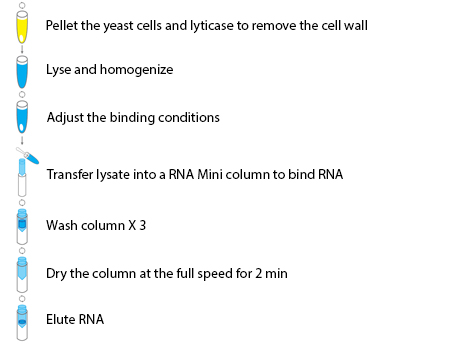 Pellet the yeast cells and lyticase to remove the cell wall
Lyse and homogenize
Adjust the binding conditions
Transfer lysate into a RNA Mini column to bind RNA
Wash column X 3
Dry the column at the full speed for 2 min
Elute RNA